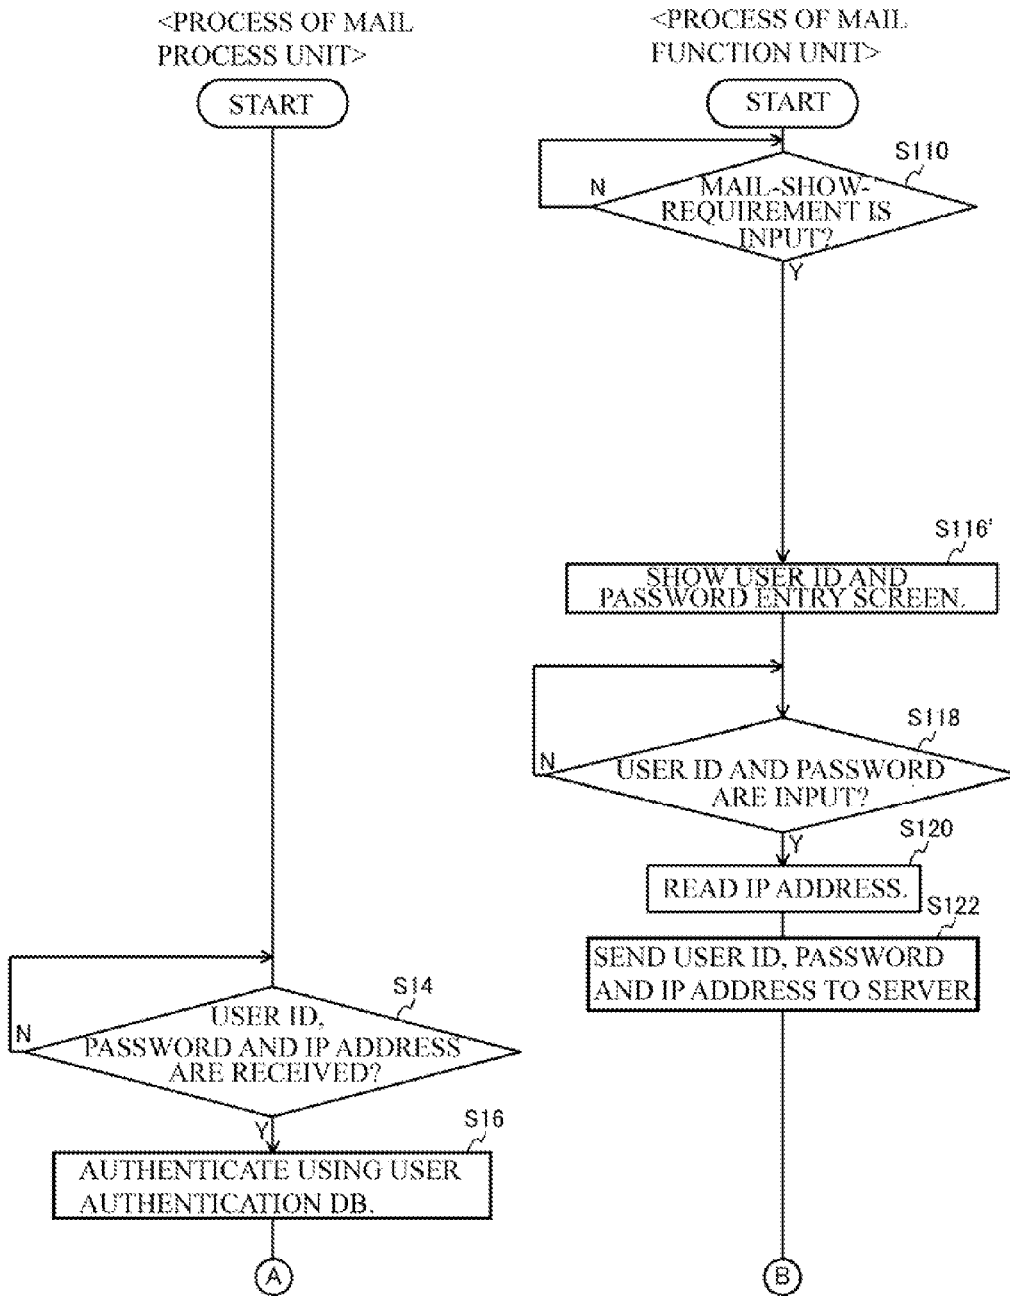 <PROCESS OF MAIL
PROCESS UNIT>
START
S14
USER ID,
PASSWORD AND IP ADDRESS
ARE RECEIVED?
N
Y
S16
AUTHENTICATE USING USER
AUTHENTICATION DB.
A
<PROCESS OF MAIL
FUNCTION UNIT>
START
S110
MAIL-SHOW-
REQUIREMENT IS
INPUT?
N
Y
S116'
SHOW USER ID AND
PASSWORD ENTRY SCREEN.
S118
USER ID AND PASSWORD
ARE INPUT?
N
Y
S120
READ IP ADDRESS.
S122
SEND USER ID, PASSWORD
AND IP ADDRESS TO SERVER
B